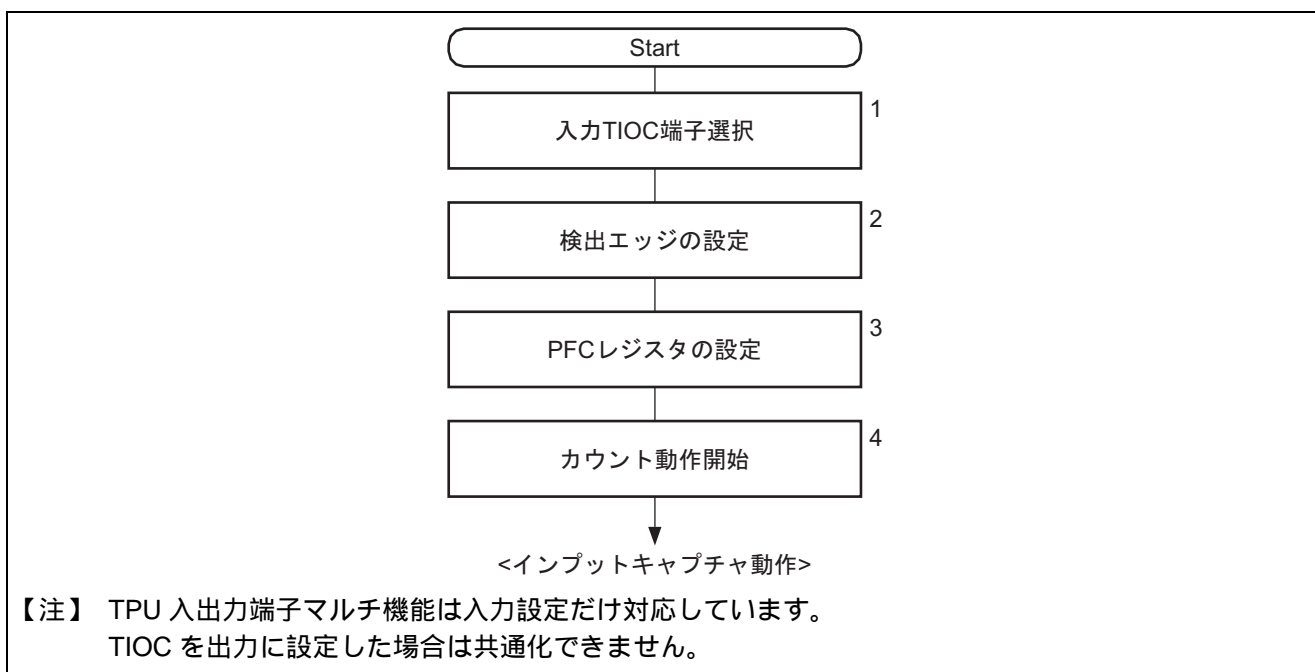 Start
入力TIOC端子選択
1
検出エッジの設定
2
PFCレジスタの設定
3
カウント動作開始
4
<インプットキャプチャ動作>
【注】 TPU 入出力端子マルチ機能は入力設定だけ対応しています。
TIOC を出力に設定した場合は共通化できません。